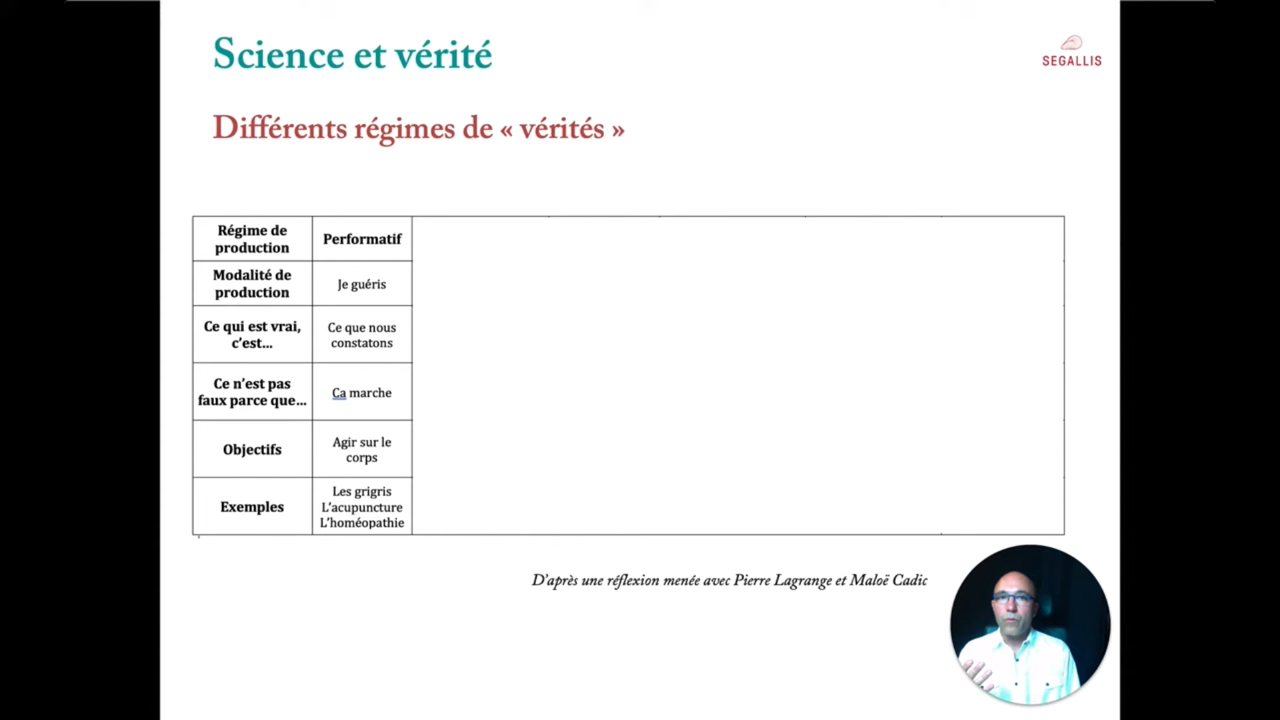 Science et vérité
SEGALLIS
Différents régimes de « vérités »
Régime de
production
Performatif
Modalité de
production
Je guéris
Ce qui est vrai,
c’est…
Ce que nous
constatons
Ce n’est pas
faux parce que…
Ca marche
Objectifs
Agir sur le
corps
Exemples
Les grigris
L’acupuncture
L’homéopathie
D’après une réflexion menée avec Pierre Lagrange et Maloë Cadic